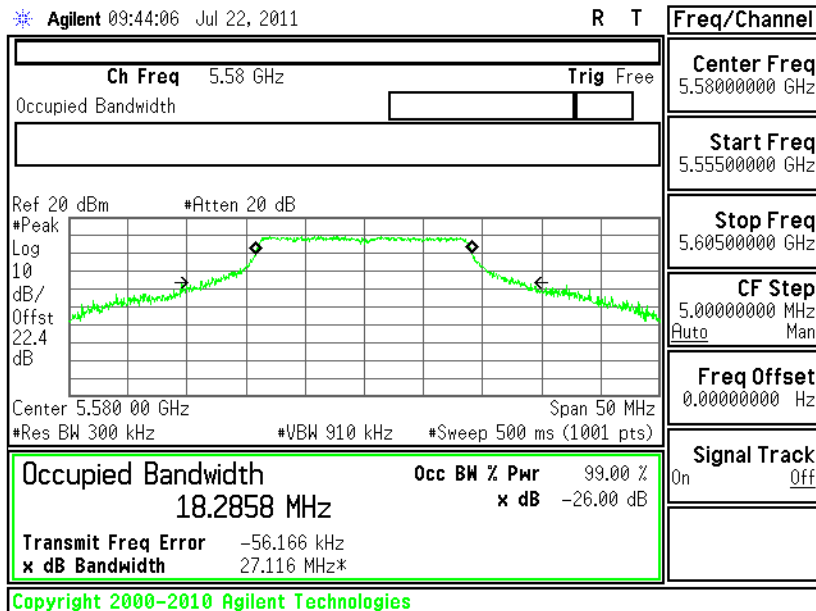 Agilent 09:44:06 Jul 22, 2011 R T
Freq/Channel
Ch Freq 5.58 GHz Trig Free
Occupied Bandwidth
Center Freq
5.58000000 GHz
Start Freq
5.55500000 GHz
Stop Freq
5.60500000 GHz
CF Step
5.00000000 MHz
Auto Man
Freq Offset
0.00000000 Hz
Signal Track
On Off
Ref 20 dBm #Atten 20 dB
#Peak
Log
10
dB/
Offst
22.4
dB
Center 5.580 00 GHz Span 50 MHz
#Res BW 300 kHz #VBW 910 kHz #Sweep 500 ms (1001 pts)
Occupied Bandwidth Occ BW % Pwr 99.00 %
18.2858 MHz x dB -26.00 dB
Transmit Freq Error -56.166 kHz
x dB Bandwidth 27.116 MHz*
Copyright 2000-2010 Agilent Technologies